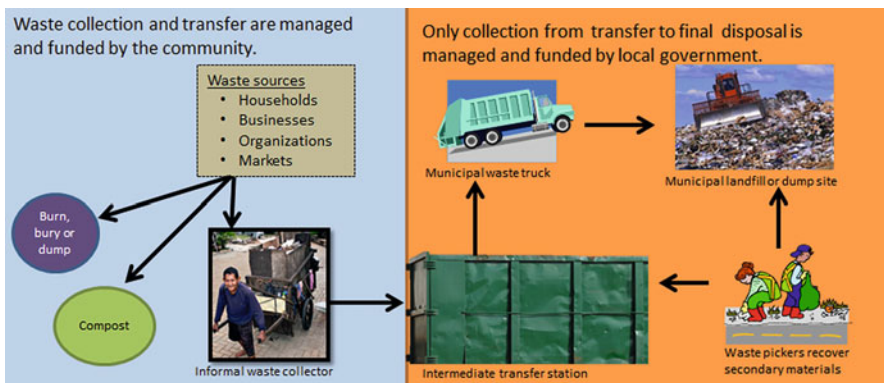 Waste collection and transfer are managed
and funded by the community.
Waste sources
• Households
• Businesses
• Organizations
• Markets
Burn,
bury or
dump
Compost
Informal waste collector
Only collection from transfer to final disposal is
managed and funded by local government.
Municipal waste truck
Municipal landfill or dump site
Intermediate transfer station
Waste pickers recover
secondary materials